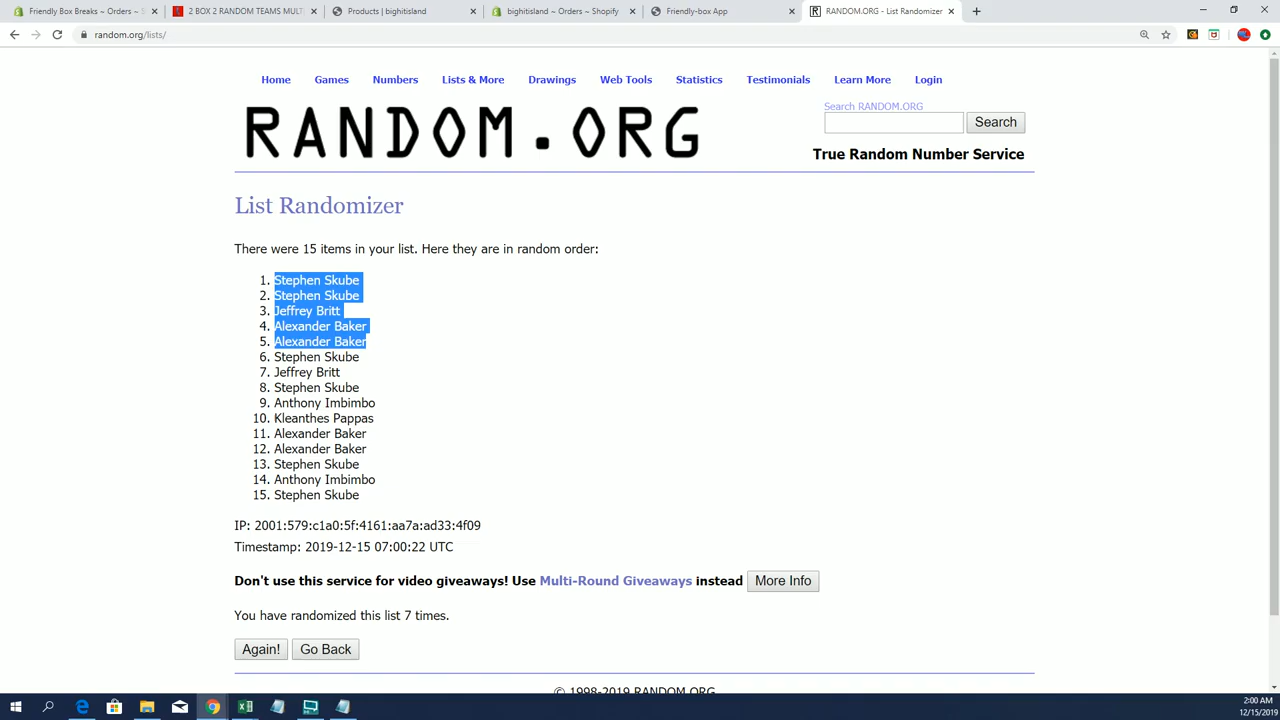 Friendly Box Breaks ~ Orders ~ S
2 BOX 2 RANDOM TEAMS MULTI
Products | bighitisland
bighitisland ~ Orders ~ Shopify
Friendly-box App
RANDOM.ORG - List Randomizer
random.org/lists/
Home Games Numbers Lists & More Drawings Web Tools Statistics Testimonials Learn More Login
RANDOM.ORG
Search RANDOM.ORG
Search
True Random Number Service
List Randomizer
There were 15 items in your list. Here they are in random order:
1. Stephen Skube
2. Stephen Skube
3. Jeffrey Britt
4. Alexander Baker
5. Alexander Baker
6. Stephen Skube
7. Jeffrey Britt
8. Stephen Skube
9. Anthony Imbimbo
10. Kleanthes Pappas
11. Alexander Baker
12. Alexander Baker
13. Stephen Skube
14. Anthony Imbimbo
15. Stephen Skube
IP: 2001:579:c1a0:5f:4161:aa7a:ad33:4f09
Timestamp: 2019-12-15 07:00:22 UTC
Don't use this service for video giveaways! Use Multi-Round Giveaways instead More Info
You have randomized this list 7 times.
Again! Go Back
© 1998-2019 RANDOM.ORG
2:00 AM
12/15/2019